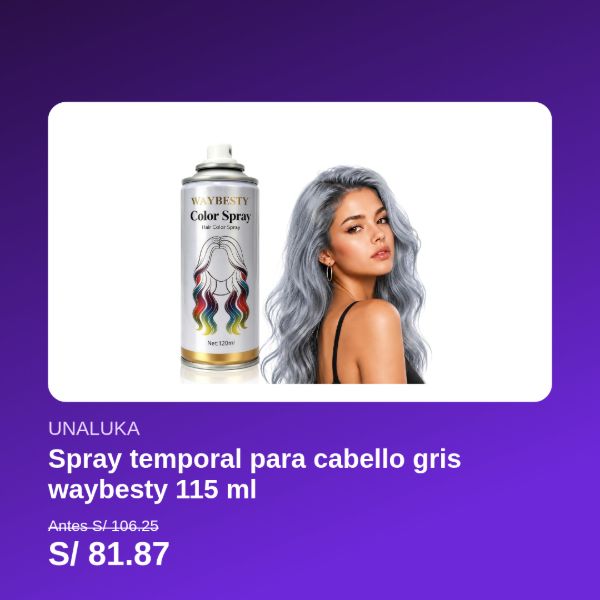 WAYBESTY
Color Spray
Hair Color Spray
Net:120ml
UNALUKA
Spray temporal para cabello gris
waybesty 115 ml
Antes S/ 106.25
S/ 81.87